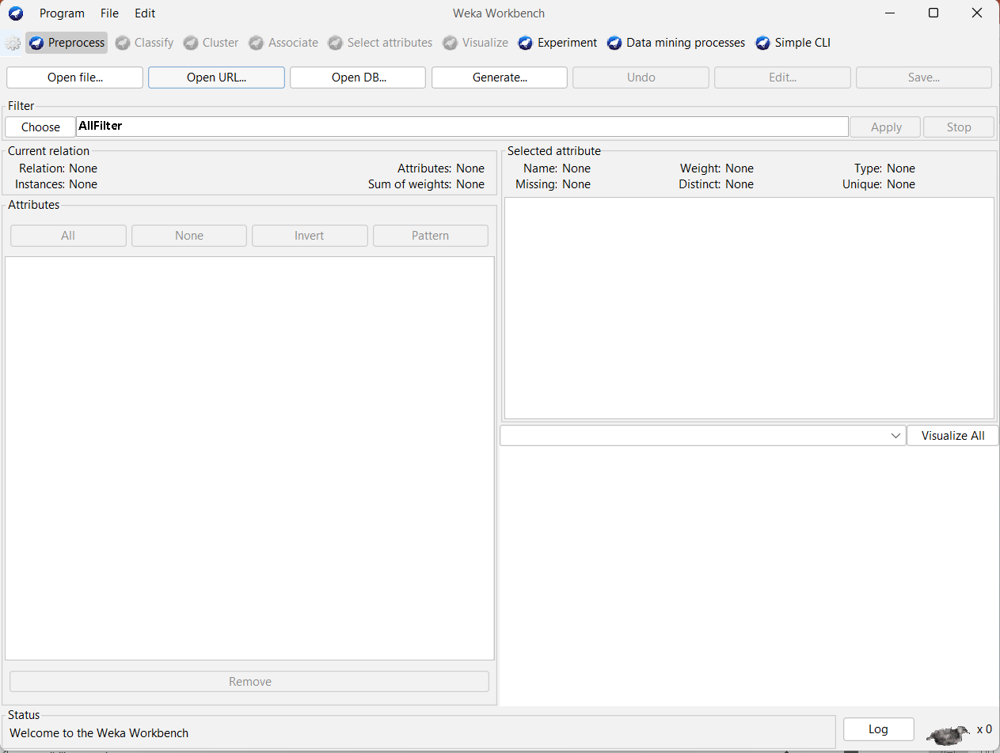 Program File Edit Weka Workbench
Preprocess Classify Cluster Associate Select attributes Visualize Experiment Data mining processes Simple CLI
Open file... Open URL... Open DB... Generate... Undo Edit... Save...
Filter
Choose AllFilter Apply Stop
Current relation
Relation: None Attributes: None
Instances: None Sum of weights: None
Selected attribute
Name: None Weight: None Type: None
Missing: None Distinct: None Unique: None
Attributes
All None Invert Pattern
Visualize All
Remove
Status
Welcome to the Weka Workbench
Log x 0